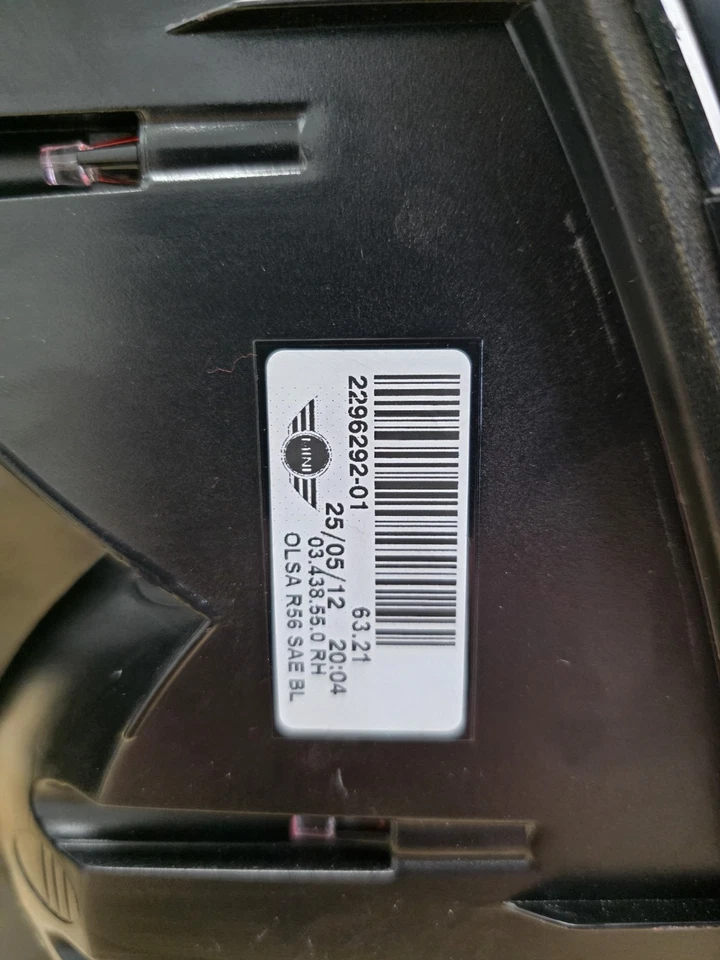 2296292-01 63.21
MINI
25/05/12 20:04
03.438.55.0 RH
OLSA R56 SAE BL